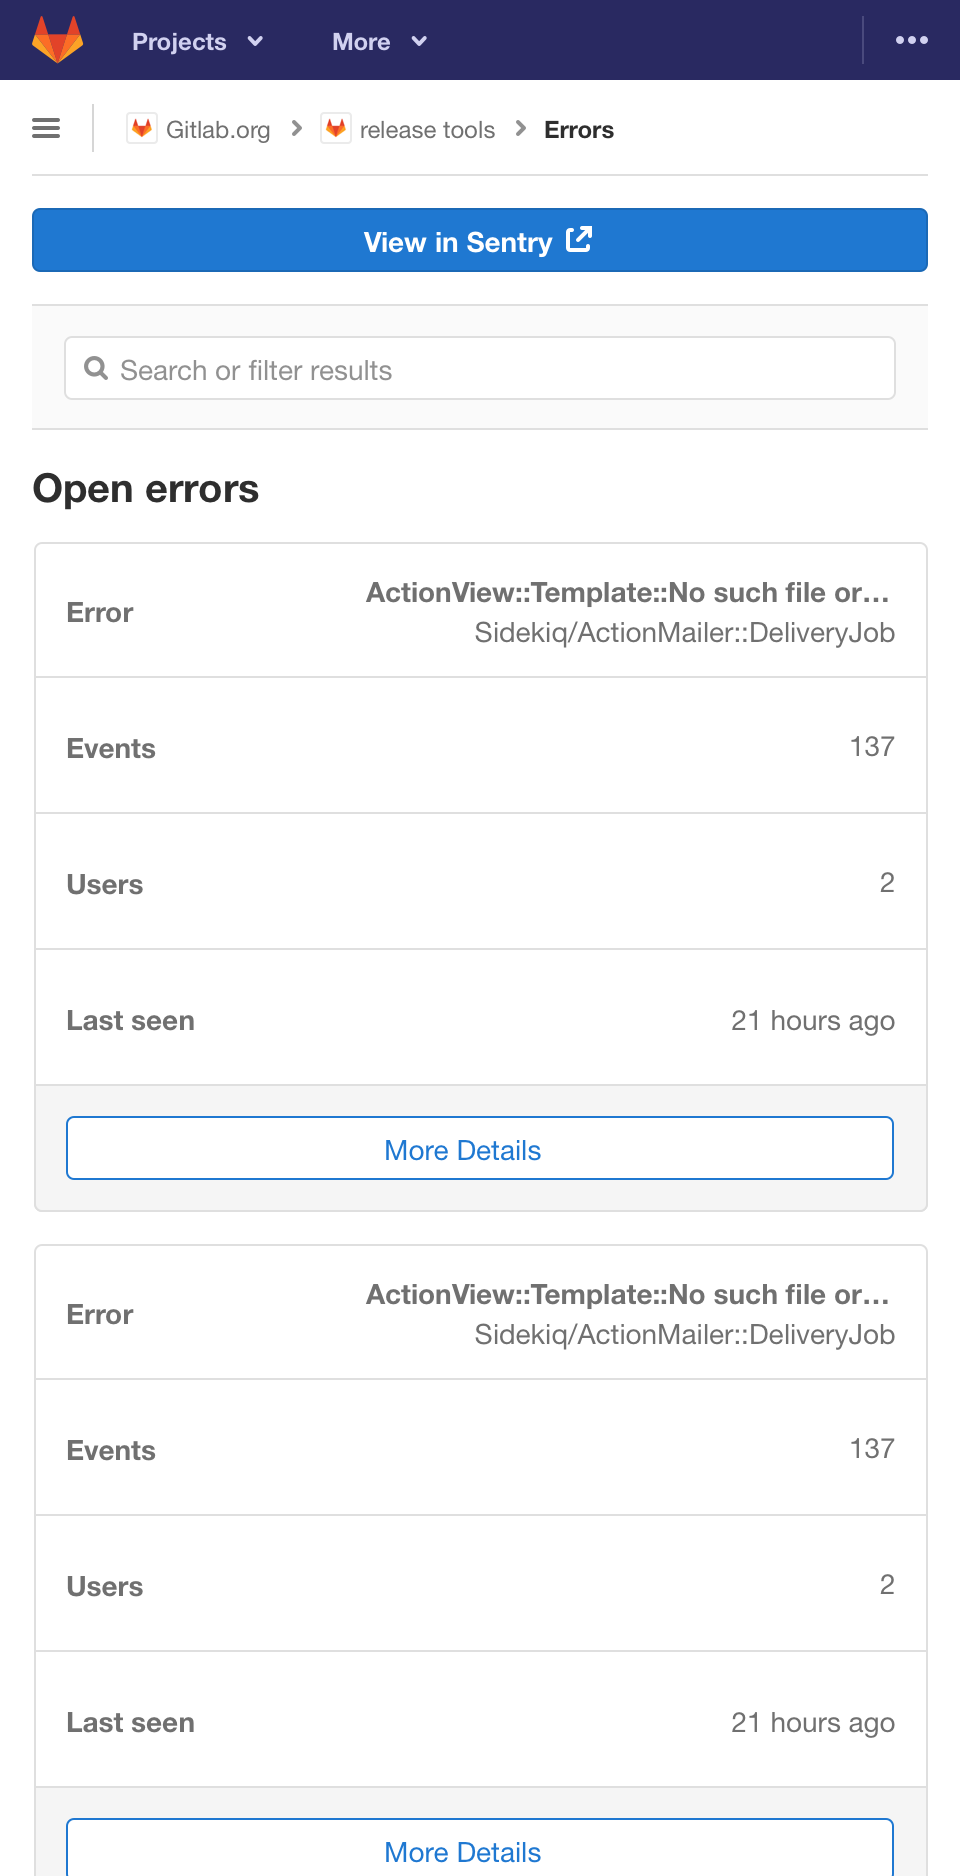 Projects More
Gitlab.org release tools Errors
View in Sentry
Search or filter results
Open errors
Error
ActionView::Template::No such file or...
Sidekiq/ActionMailer::DeliveryJob
Events 137
Users 2
Last seen 21 hours ago
More Details
Error
ActionView::Template::No such file or...
Sidekiq/ActionMailer::DeliveryJob
Events 137
Users 2
Last seen 21 hours ago
More Details